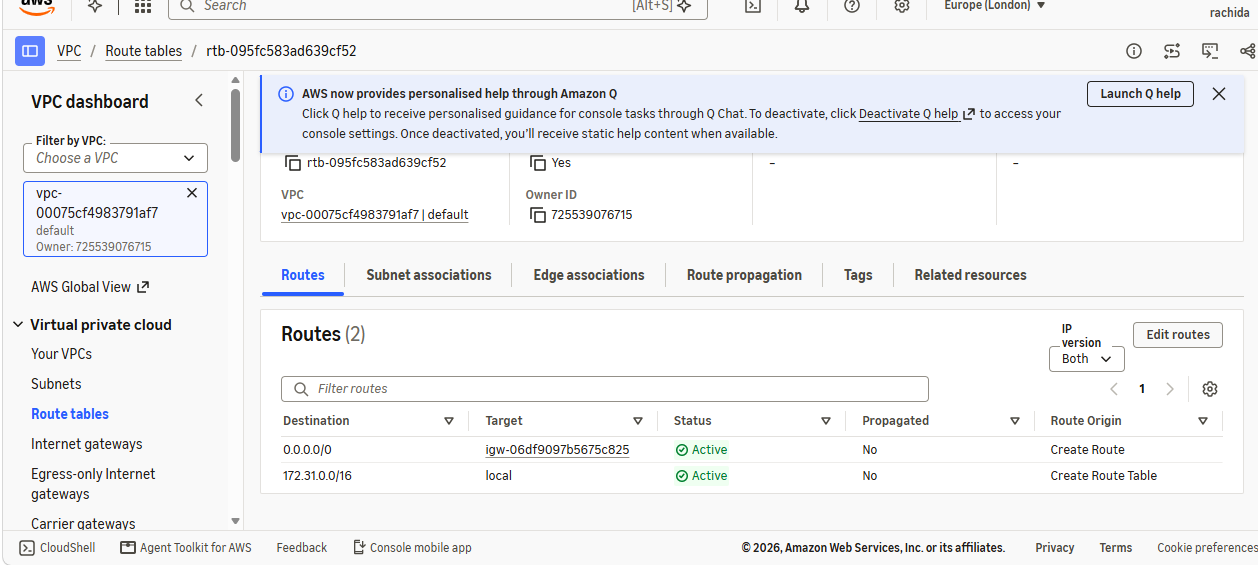 aws
Search
[Alt+S]
Europe (London)
rachida
VPC / Route tables / rtb-095fc583ad639cf52
VPC dashboard
Filter by VPC:
Choose a VPC
vpc-
00075cf4983791af7
default
Owner: 725539076715
AWS Global View
Virtual private cloud
Your VPCs
Subnets
Route tables
Internet gateways
Egress-only Internet
gateways
Carrier gateways
AWS now provides personalised help through Amazon Q
Click Q help to receive personalised guidance for console tasks through Q Chat. To deactivate, click Deactivate Q help to access your
console settings. Once deactivated, you'll receive static help content when available.
Launch Q help
rtb-095fc583ad639cf52 Yes – –
VPC Owner ID
vpc-00075cf4983791af7 | default 725539076715
Routes Subnet associations Edge associations Route propagation Tags Related resources
Routes (2)
IP
version
Both
Edit routes
Filter routes
1
Destination Target Status Propagated Route Origin
0.0.0.0/0 igw-06df9097b5675c825 Active No Create Route
172.31.0.0/16 local Active No Create Route Table
CloudShell Agent Toolkit for AWS Feedback Console mobile app © 2026, Amazon Web Services, Inc. or its affiliates. Privacy Terms Cookie preferences